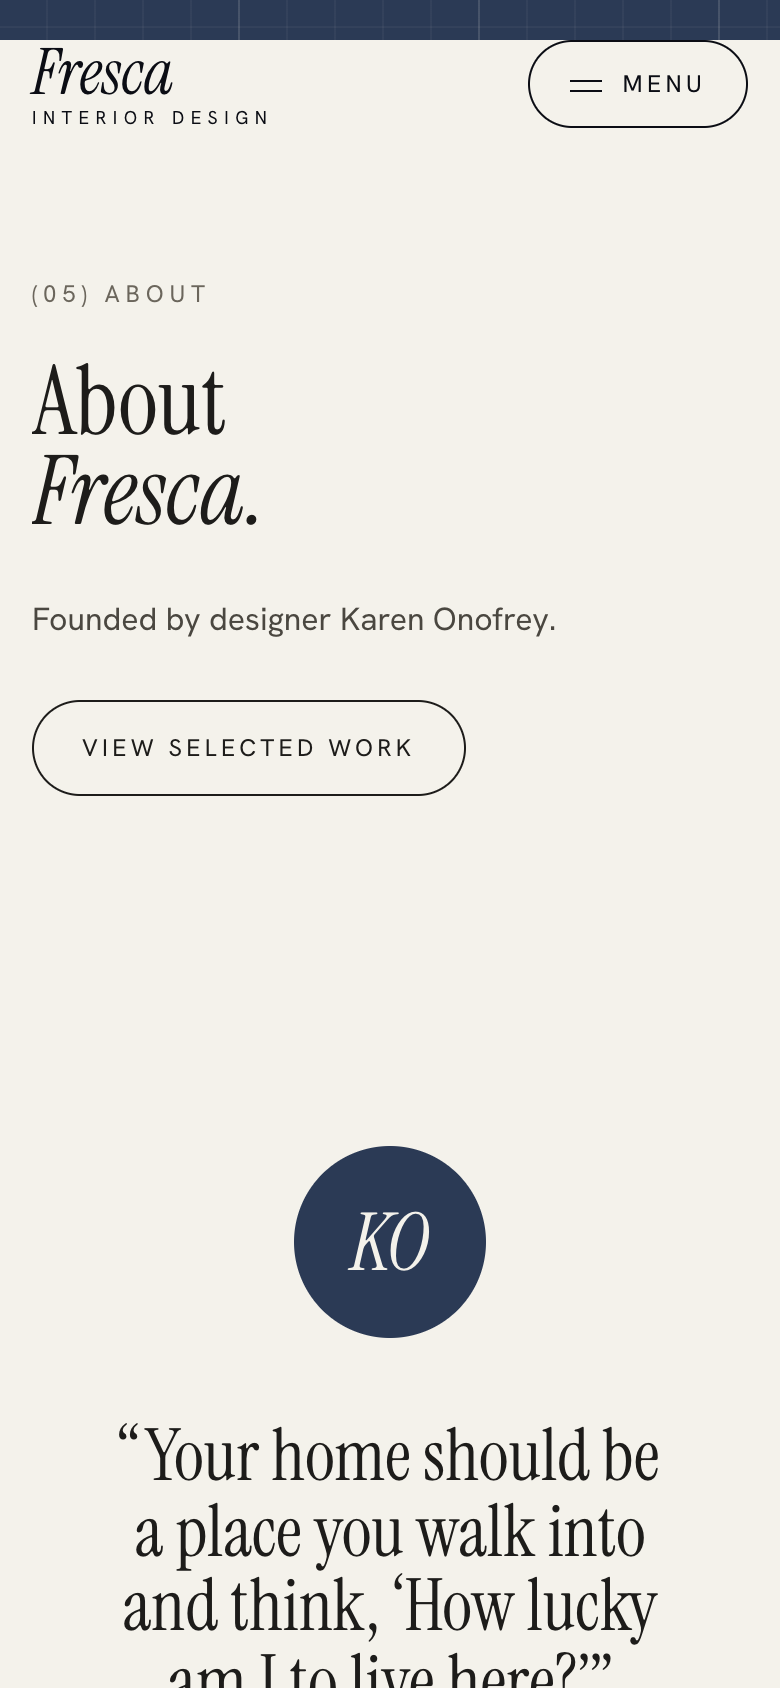 Fresca
INTERIOR DESIGN
MENU
(05) ABOUT
About
Fresca.
Founded by designer Karen Onofrey.
VIEW SELECTED WORK
KO
“Your home should be
a place you walk into
and think, ‘How lucky
am I to live here?’”